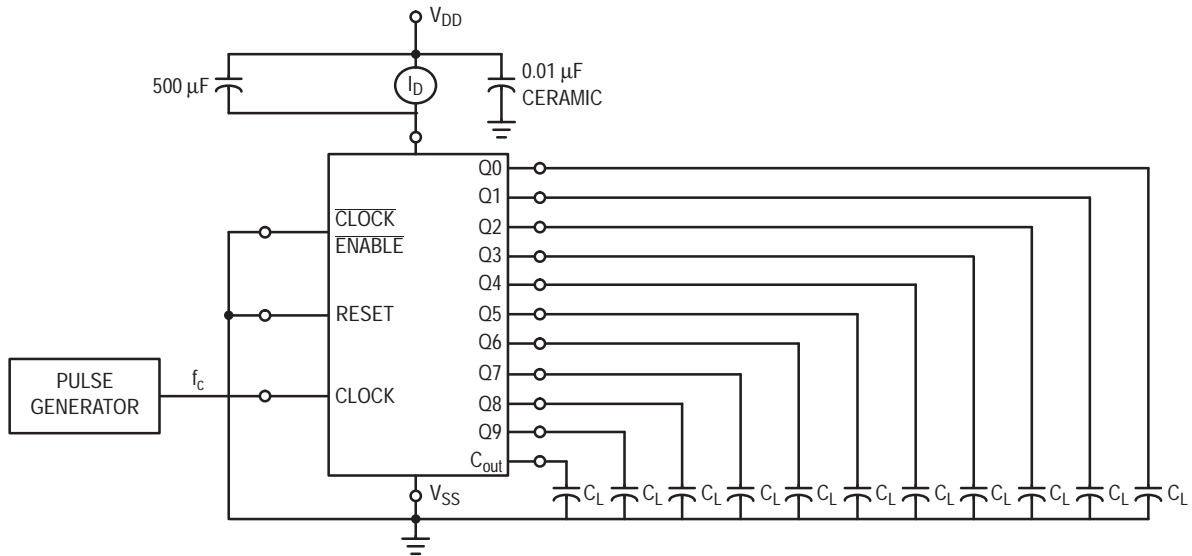 VDD
500 μF
ID
0.01 μF
CERAMIC
Q0
Q1
CLOCK
ENABLE
Q2
Q3
Q4
RESET
Q5
Q6
PULSE
GENERATOR
fc
CLOCK
Q7
Q8
Q9
Cout
VSS
CL CL CL CL CL CL CL CL CL CL CL